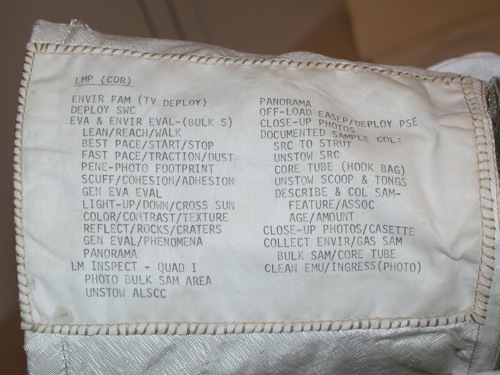 LMP (CDR)
ENVIR FAM (TV DEPLOY)
DEPLOY SWC
EVA & ENVIR EVAL-(BULK S)
LEAN/REACH/WALK
BEST PACE/START/STOP
FAST PACE/TRACTION/DUST
PENE-PHOTO FOOTPRINT
SCUFF/COHESION/ADHESION
GEN EVA EVAL
LIGHT-UP/DOWN/CROSS SUN
COLOR/CONTRAST/TEXTURE
REFLECT/ROCKS/CRATERS
GEN EVAL/PHENOMENA
PANORAMA
LM INSPECT - QUAD I
PHOTO BULK SAM AREA
UNSTOW ALSCC
PANORAMA
OFF-LOAD EASEP/DEPLOY PSE
CLOSE-UP PHOTOS
DOCUMENTED SAMPLE COL:
SRC TO STRUT
UNSTOW SRC
CORE TUBE (HOOK BAG)
UNSTOW SCOOP & TONGS
DESCRIBE & COL SAM-
FEATURE/ASSOC
AGE/AMOUNT
CLOSE-UP PHOTOS/CASETTE
COLLECT ENVIR/GAS SAM
BULK SAM/CORE TUBE
CLEAN EMU/INGRESS(PHOTO)